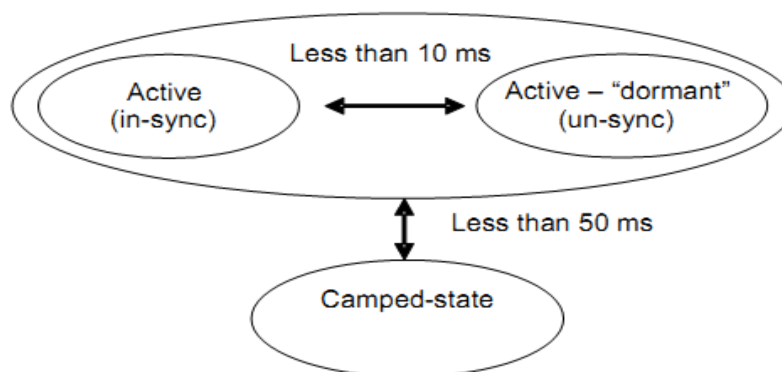 Less than 10 ms
Active
(in-sync)
Active – “dormant”
(un-sync)
Less than 50 ms
Camped-state